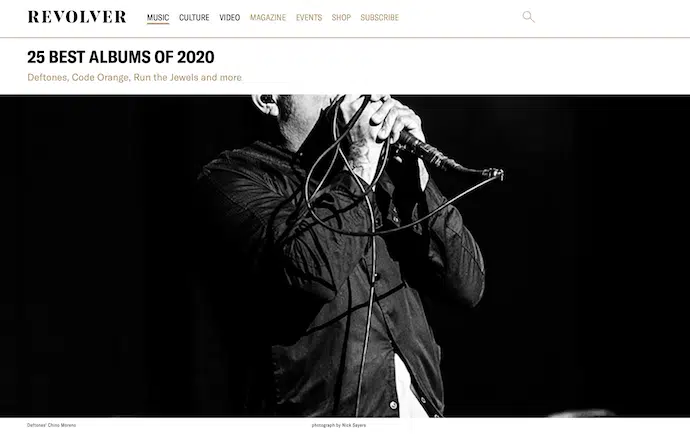 REVOLVER MUSIC CULTURE VIDEO MAGAZINE EVENTS SHOP SUBSCRIBE
25 BEST ALBUMS OF 2020
Deftones, Code Orange, Run the Jewels and more
Deftones' Chino Moreno photograph by Nick Sayers